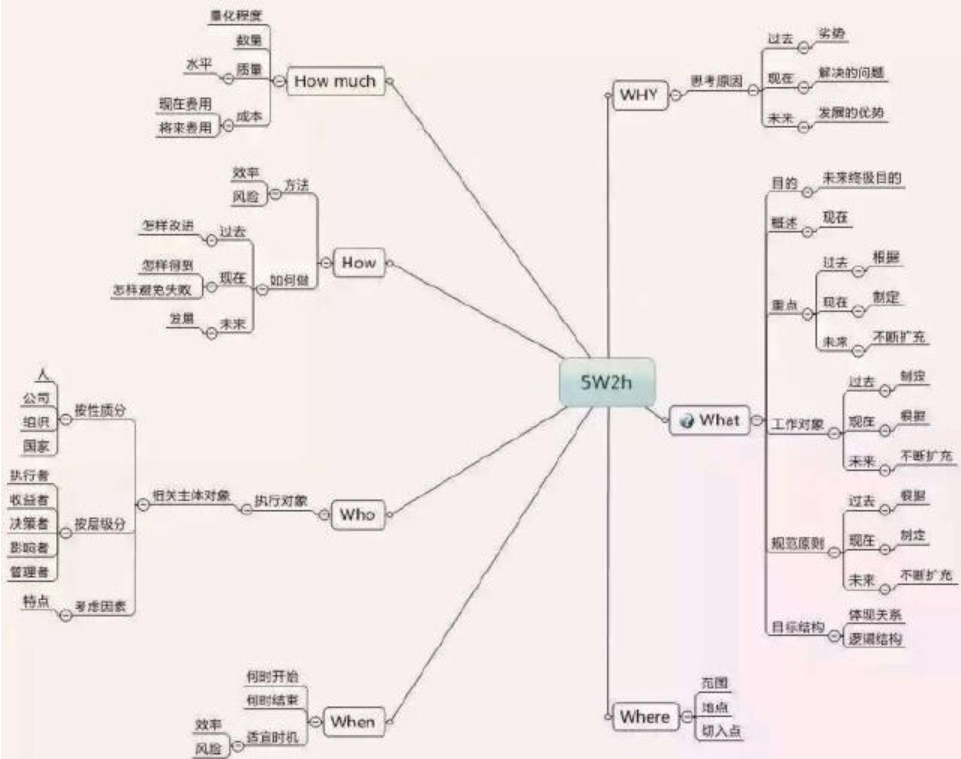 5W2h
WHY
思考原因
过去
劣势
现在
解决的问题
未来
发展的优势
What
目的
未来终极目的
概述
现在
重点
过去
根据
现在
制定
未来
不断扩充
工作对象
过去
制定
现在
根据
未来
不断扩充
规范原则
过去
根据
现在
制定
未来
不断扩充
目标结构
体现关系
逻辑结构
Where
范围
地点
切入点
How much
量化程度
数量
质量
水平
成本
现在费用
将来费用
How
方法
效率
风险
如何做
过去
怎样改进
现在
怎样得到
怎样避免失败
未来
发展
Who
执行对象
相关主体对象
按性质分
人
公司
组织
国家
按层级分
执行者
收益者
决策者
影响者
管理者
考虑因素
特点
When
何时开始
何时结束
适宜时机
效率
风险